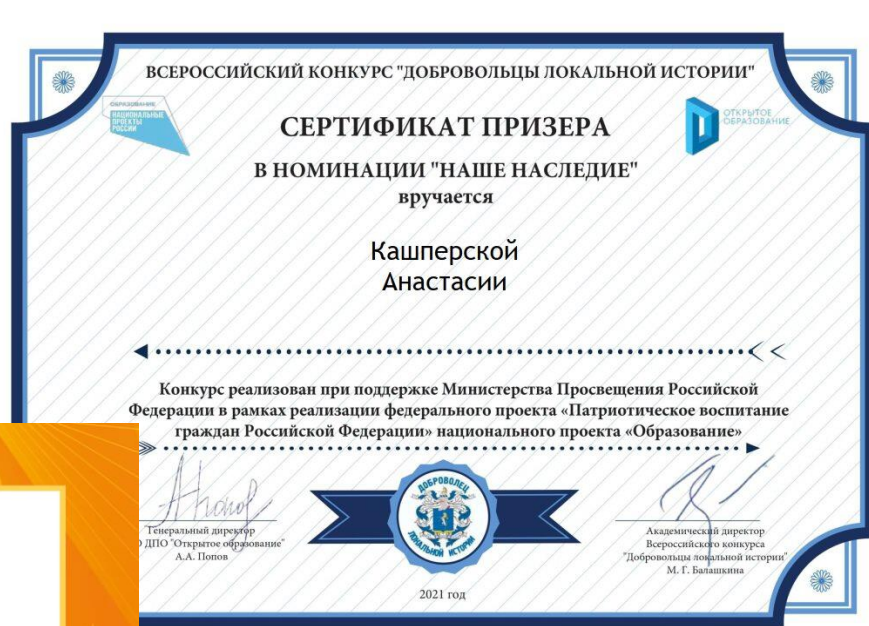 ВСЕРОССИЙСКИЙ КОНКУРС "ДОБРОВОЛЬЦЫ ЛОКАЛЬНОЙ ИСТОРИИ"
ОБРАЗОВАНИЕ
НАЦИОНАЛЬНЫЕ
ПРОЕКТЫ
РОССИИ
ОТКРЫТОЕ
ОБРАЗОВАНИЕ
СЕРТИФИКАТ ПРИЗЕРА
В НОМИНАЦИИ "НАШЕ НАСЛЕДИЕ"
вручается
Кашперской
Анастасии
Конкурс реализован при поддержке Министерства Просвещения Российской
Федерации в рамках реализации федерального проекта «Патриотическое воспитание
граждан Российской Федерации» национального проекта «Образование»
Генеральный директор
ДПО "Открытое образование"
А.А. Попов
ДОБРОВОЛЕЦ
ЛОКАЛЬНОЙ ИСТОРИИ
Академический директор
Всероссийского конкурса
"Добровольцы локальной истории"
М. Г. Балашкина
2021 год